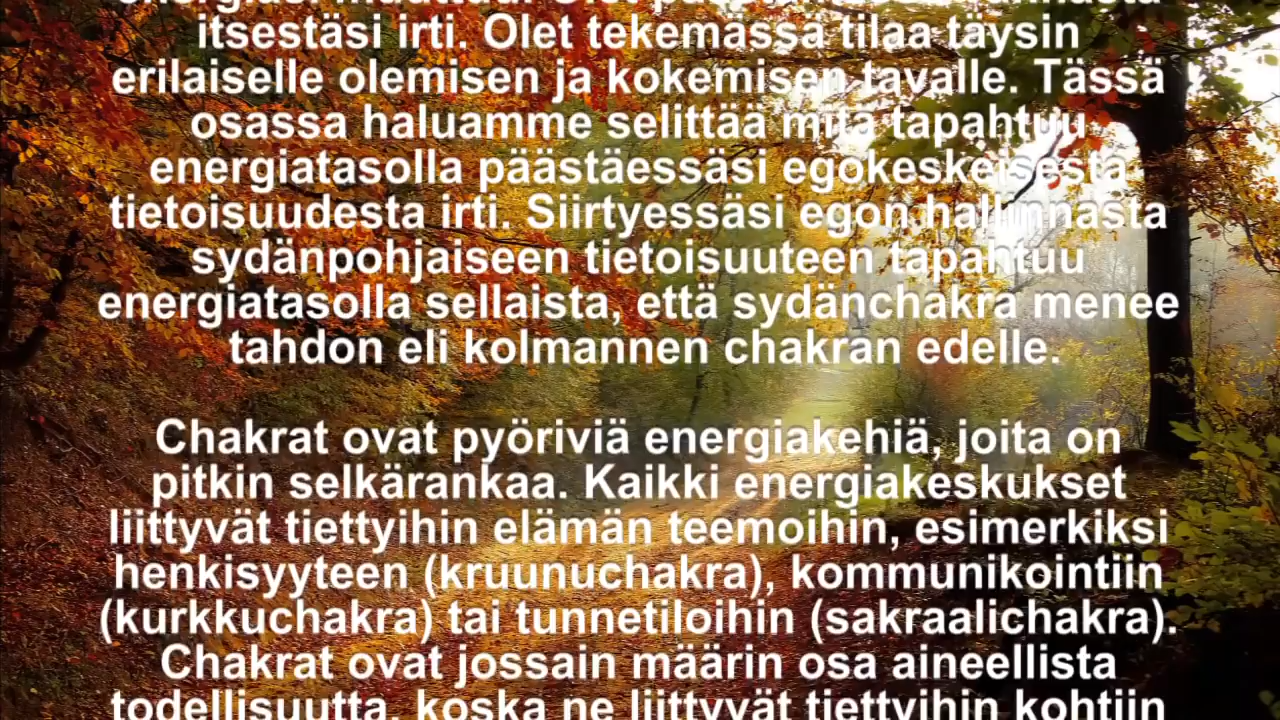 itsestäsi irti. Olet tekemässä tilaa täysin
erilaiselle olemisen ja kokemisen tavalle. Tässä
osassa haluamme selittää mitä tapahtuu
energiatasolla päästäessäsi egokeskeisestä
tietoisuudesta irti. Siirtyessäsi egon hallinnasta
sydänpohjaiseen tietoisuuteen tapahtuu
energiatasolla sellaista, että sydänchakra menee
tahdon eli kolmannen chakran edelle.
Chakrat ovat pyöriviä energiakehiä, joita on
pitkin selkärankaa. Kaikki energiakeskukset
liittyvät tiettyihin elämän teemoihin, esimerkiksi
henkisyyteen (kruunuchakra), kommunikointiin
(kurkkuchakra) tai tunnetiloihin (sakraalichakra).
Chakrat ovat jossain määrin osa aineellista
todellisuutta, koska ne liittyvät tiettyihin kohtiin